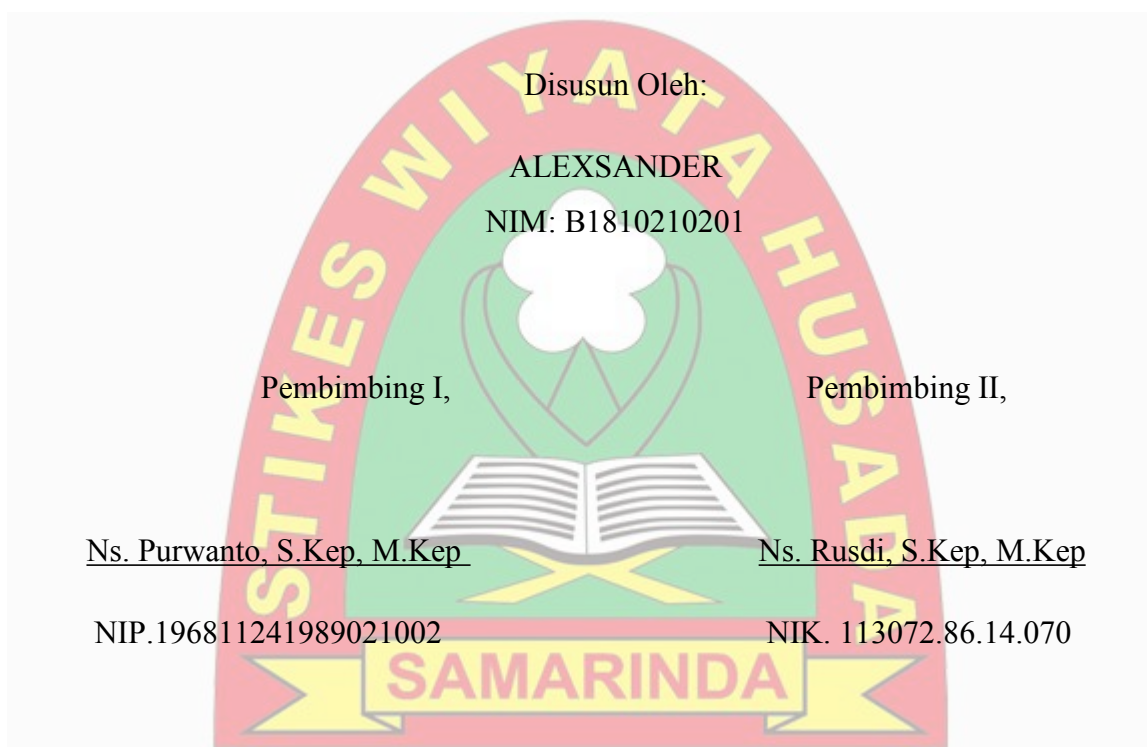 Disusun Oleh:
ALEXSANDER
NIM: B1810210201
Pembimbing I, Pembimbing II,
Ns. Purwanto, S.Kep, M.Kep Ns. Rusdi, S.Kep, M.Kep
NIP.196811241989021002 NIK. 113072.86.14.070
STIKES WIYATA HUSADA
SAMARINDA